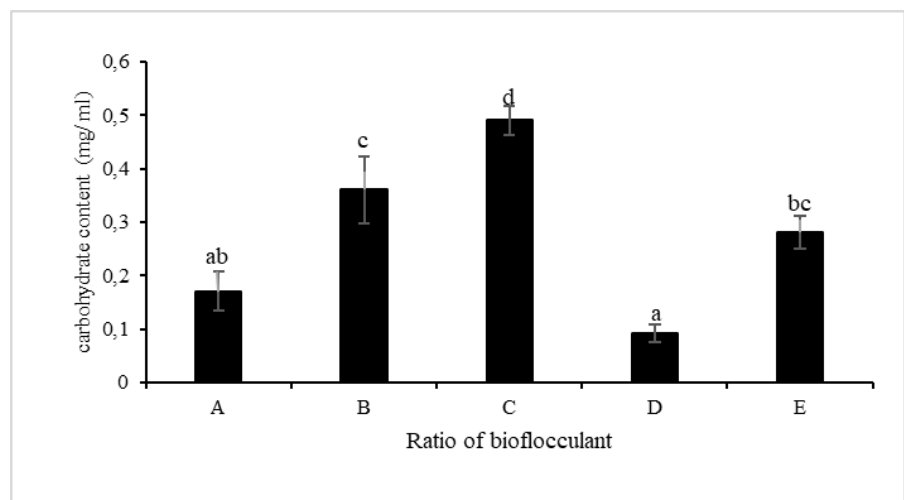 carbohydrate content (mg/ ml)
0,6
0,5
0,4
0,3
0,2
0,1
0
ab
c
d
a
bc
A B C D E
Ratio of bioflocculant